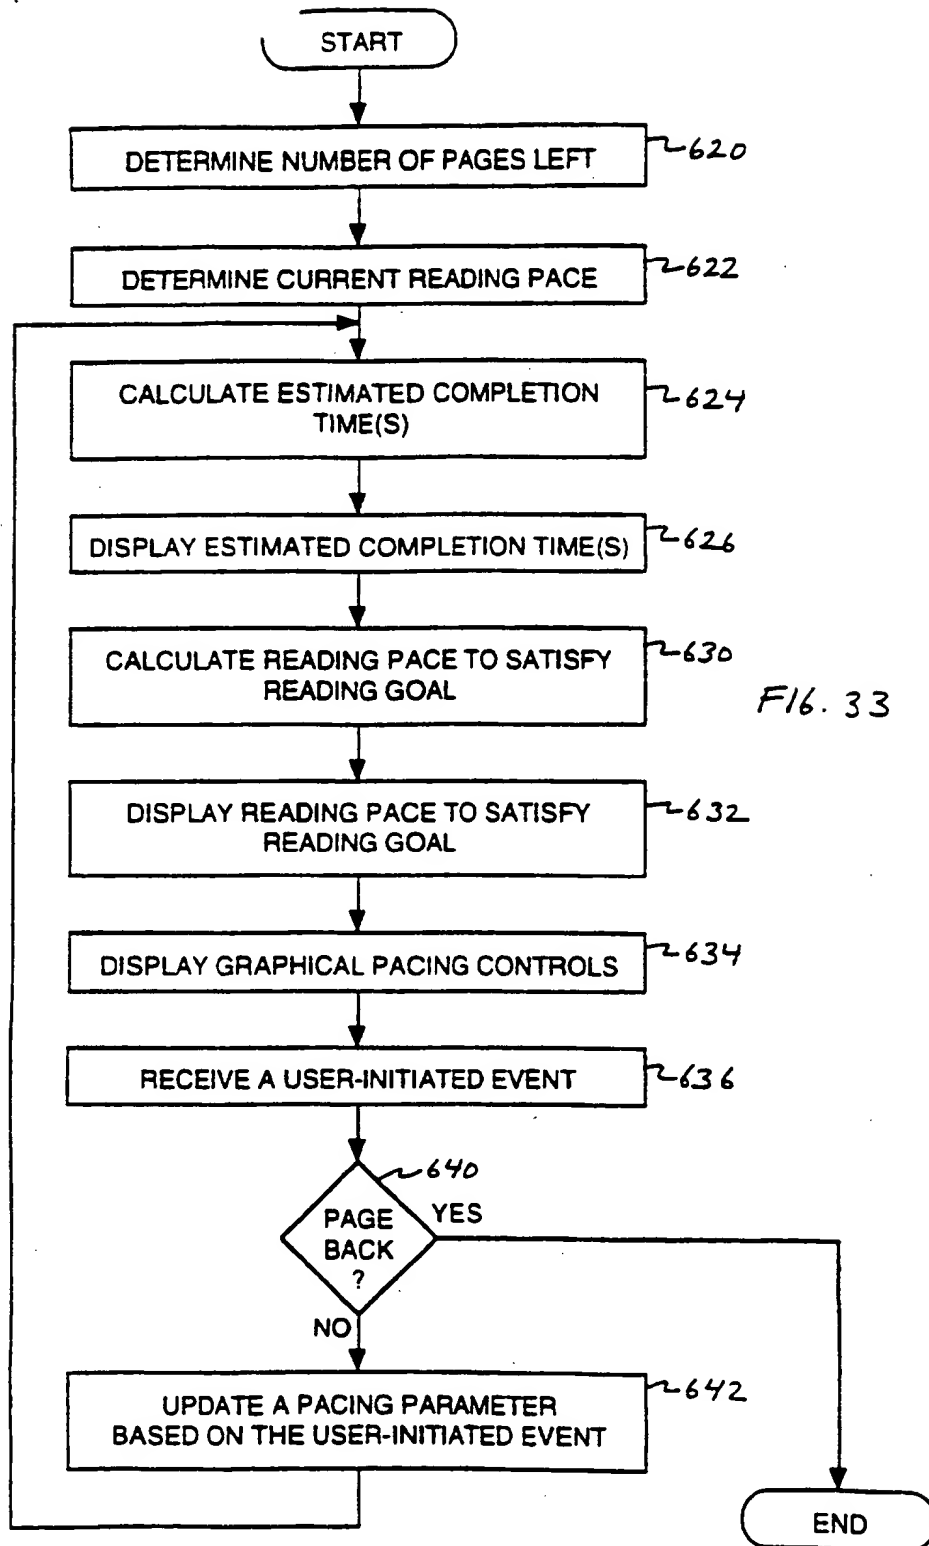 START
DETERMINE NUMBER OF PAGES LEFT
620
DETERMINE CURRENT READING PACE
622
CALCULATE ESTIMATED COMPLETION
TIME(S)
624
DISPLAY ESTIMATED COMPLETION TIME(S)
626
CALCULATE READING PACE TO SATISFY
READING GOAL
630
FIG. 33
DISPLAY READING PACE TO SATISFY
READING GOAL
632
DISPLAY GRAPHICAL PACING CONTROLS
634
RECEIVE A USER-INITIATED EVENT
636
640
PAGE
BACK
?
YES
NO
UPDATE A PACING PARAMETER
BASED ON THE USER-INITIATED EVENT
642
END